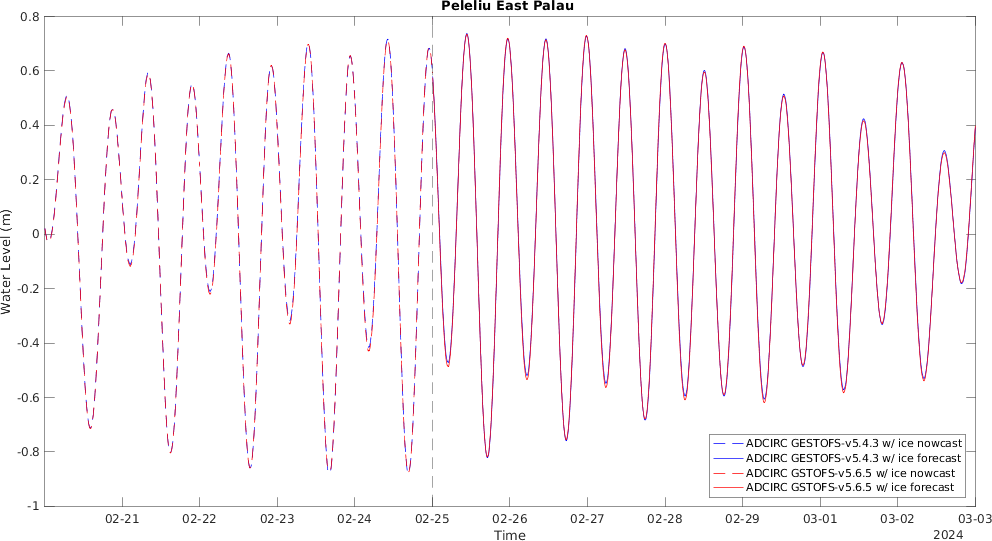 Peleliu East Palau
Water Level (m)
0.8
0.6
0.4
0.2
0
-0.2
-0.4
-0.6
-0.8
-1
ADCIRC GESTOFS-v5.4.3 w/ ice nowcast
ADCIRC GESTOFS-v5.4.3 w/ ice forecast
ADCIRC GSTOFS-v5.6.5 w/ ice nowcast
ADCIRC GSTOFS-v5.6.5 w/ ice forecast
02-21 02-22 02-23 02-24 02-25 02-26 02-27 02-28 02-29 03-01 03-02 03-03
Time
2024